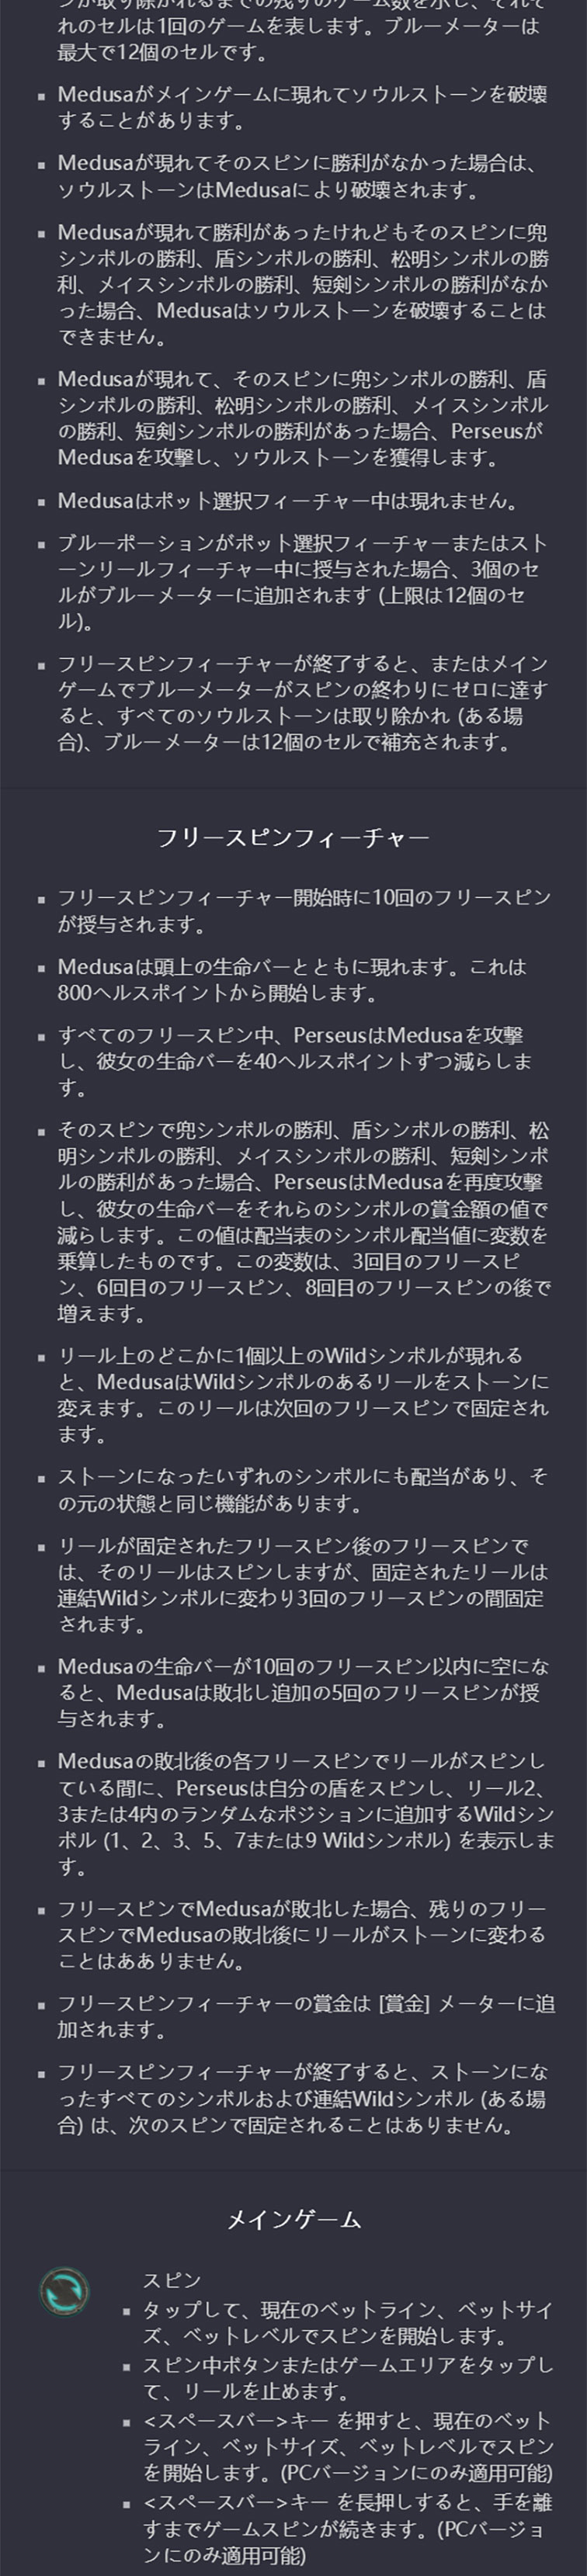 ンが取り除かれるまでの残りのゲーム数を示し、それぞ
れのセルは1回のゲームを表します。ブルーメーターは
最大で12個のセルです。
▪ Medusaがメインゲームに現れてソウルストーンを破壊
することがあります。
▪ Medusaが現れてそのスピンに勝利がなかった場合は、
ソウルストーンはMedusaにより破壊されます。
▪ Medusaが現れて勝利があったけれどもそのスピンに兜
シンボルの勝利、盾シンボルの勝利、松明シンボルの勝
利、メイスシンボルの勝利、短剣シンボルの勝利がなか
った場合、Medusaはソウルストーンを破壊することは
できません。
▪ Medusaが現れて、そのスピンに兜シンボルの勝利、盾
シンボルの勝利、松明シンボルの勝利、メイスシンボル
の勝利、短剣シンボルの勝利があった場合、Perseusが
Medusaを攻撃し、ソウルストーンを獲得します。
▪ Medusaはポット選択フィーチャー中は現れません。
▪ ブルーポーションがポット選択フィーチャーまたはスト
ーンリールフィーチャー中に授与された場合、3個のセ
ルがブルーメーターに追加されます (上限は12個のセ
ル)。
▪ フリースピンフィーチャーが終了すると、またはメイン
ゲームでブルーメーターがスピンの終わりにゼロに達す
ると、すべてのソウルストーンは取り除かれ (ある場
合)、ブルーメーターは12個のセルで補充されます。
フリースピンフィーチャー
▪ フリースピンフィーチャー開始時に10回のフリースピン
が授与されます。
▪ Medusaは頭上の生命バーとともに現れます。これは
800ヘルスポイントから開始します。
▪ すべてのフリースピン中、PerseusはMedusaを攻撃
し、彼女の生命バーを40ヘルスポイントずつ減らしま
す。
▪ そのスピンで兜シンボルの勝利、盾シンボルの勝利、松
明シンボルの勝利、メイスシンボルの勝利、短剣シンボ
ルの勝利があった場合、PerseusはMedusaを再度攻撃
し、彼女の生命バーをそれらのシンボルの賞金額の値で
減らします。この値は配当表のシンボル配当値に変数を
乗算したものです。この変数は、3回目のフリースピ
ン、6回目のフリースピン、8回目のフリースピンの後で
増えます。
▪ リール上のどこかに1個以上のWildシンボルが現れる
と、MedusaはWildシンボルのあるリールをストーンに
変えます。このリールは次回のフリースピンで固定され
ます。
▪ ストーンになったいずれのシンボルにも配当があり、そ
の元の状態と同じ機能があります。
▪ リールが固定されたフリースピン後のフリースピンで
は、そのリールはスピンしますが、固定されたリールは
連結Wildシンボルに変わり3回のフリースピンの間固定
されます。
▪ Medusaの生命バーが10回のフリースピン以内に空にな
ると、Medusaは敗北し追加の5回のフリースピンが授
与されます。
▪ Medusaの敗北後の各フリースピンでリールがスピンし
ている間に、Perseusは自分の盾をスピンし、リール2、
3または4内のランダムなポジションに追加するWildシン
ボル (1、2、3、5、7または9 Wildシンボル) を表示しま
す。
▪ フリースピンでMedusaが敗北した場合、残りのフリー
スピンでMedusaの敗北後にリールがストーンに変わる
ことはああありません。
▪ フリースピンフィーチャーの賞金は [賞金] メーターに追
加されます。
▪ フリースピンフィーチャーが終了すると、ストーンにな
ったすべてのシンボルおよび連結Wildシンボル (ある場
合) は、次のスピンで固定されることはありません。
メインゲーム
スピン
▪ タップして、現在のベットライン、ベットサイ
ズ、ベットレベルでスピンを開始します。
▪ スピン中ボタンまたはゲームエリアをタップし
て、リールを止めます。
▪ <スペースバー>キー を押すと、現在のベット
ライン、ベットサイズ、ベットレベルでスピン
を開始します。(PCバージョンにのみ適用可能)
▪ <スペースバー>キー を長押しすると、手を離
すまでゲームスピンが続きます。(PCバージョ
ンにのみ適用可能)